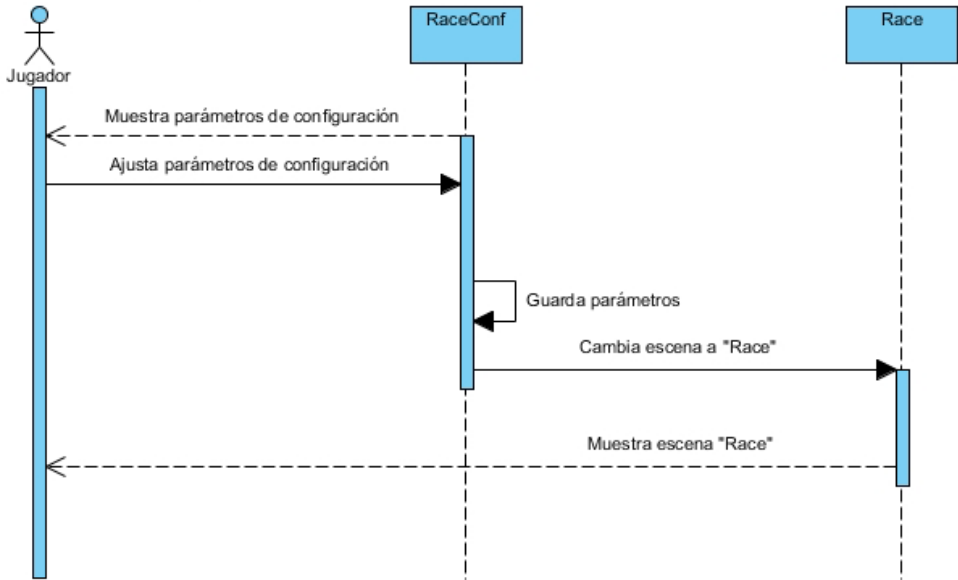 RaceConf
Race
Jugador
Muestra parámetros de configuración
Ajusta parámetros de configuración
Guarda parámetros
Cambia escena a "Race"
Muestra escena "Race"